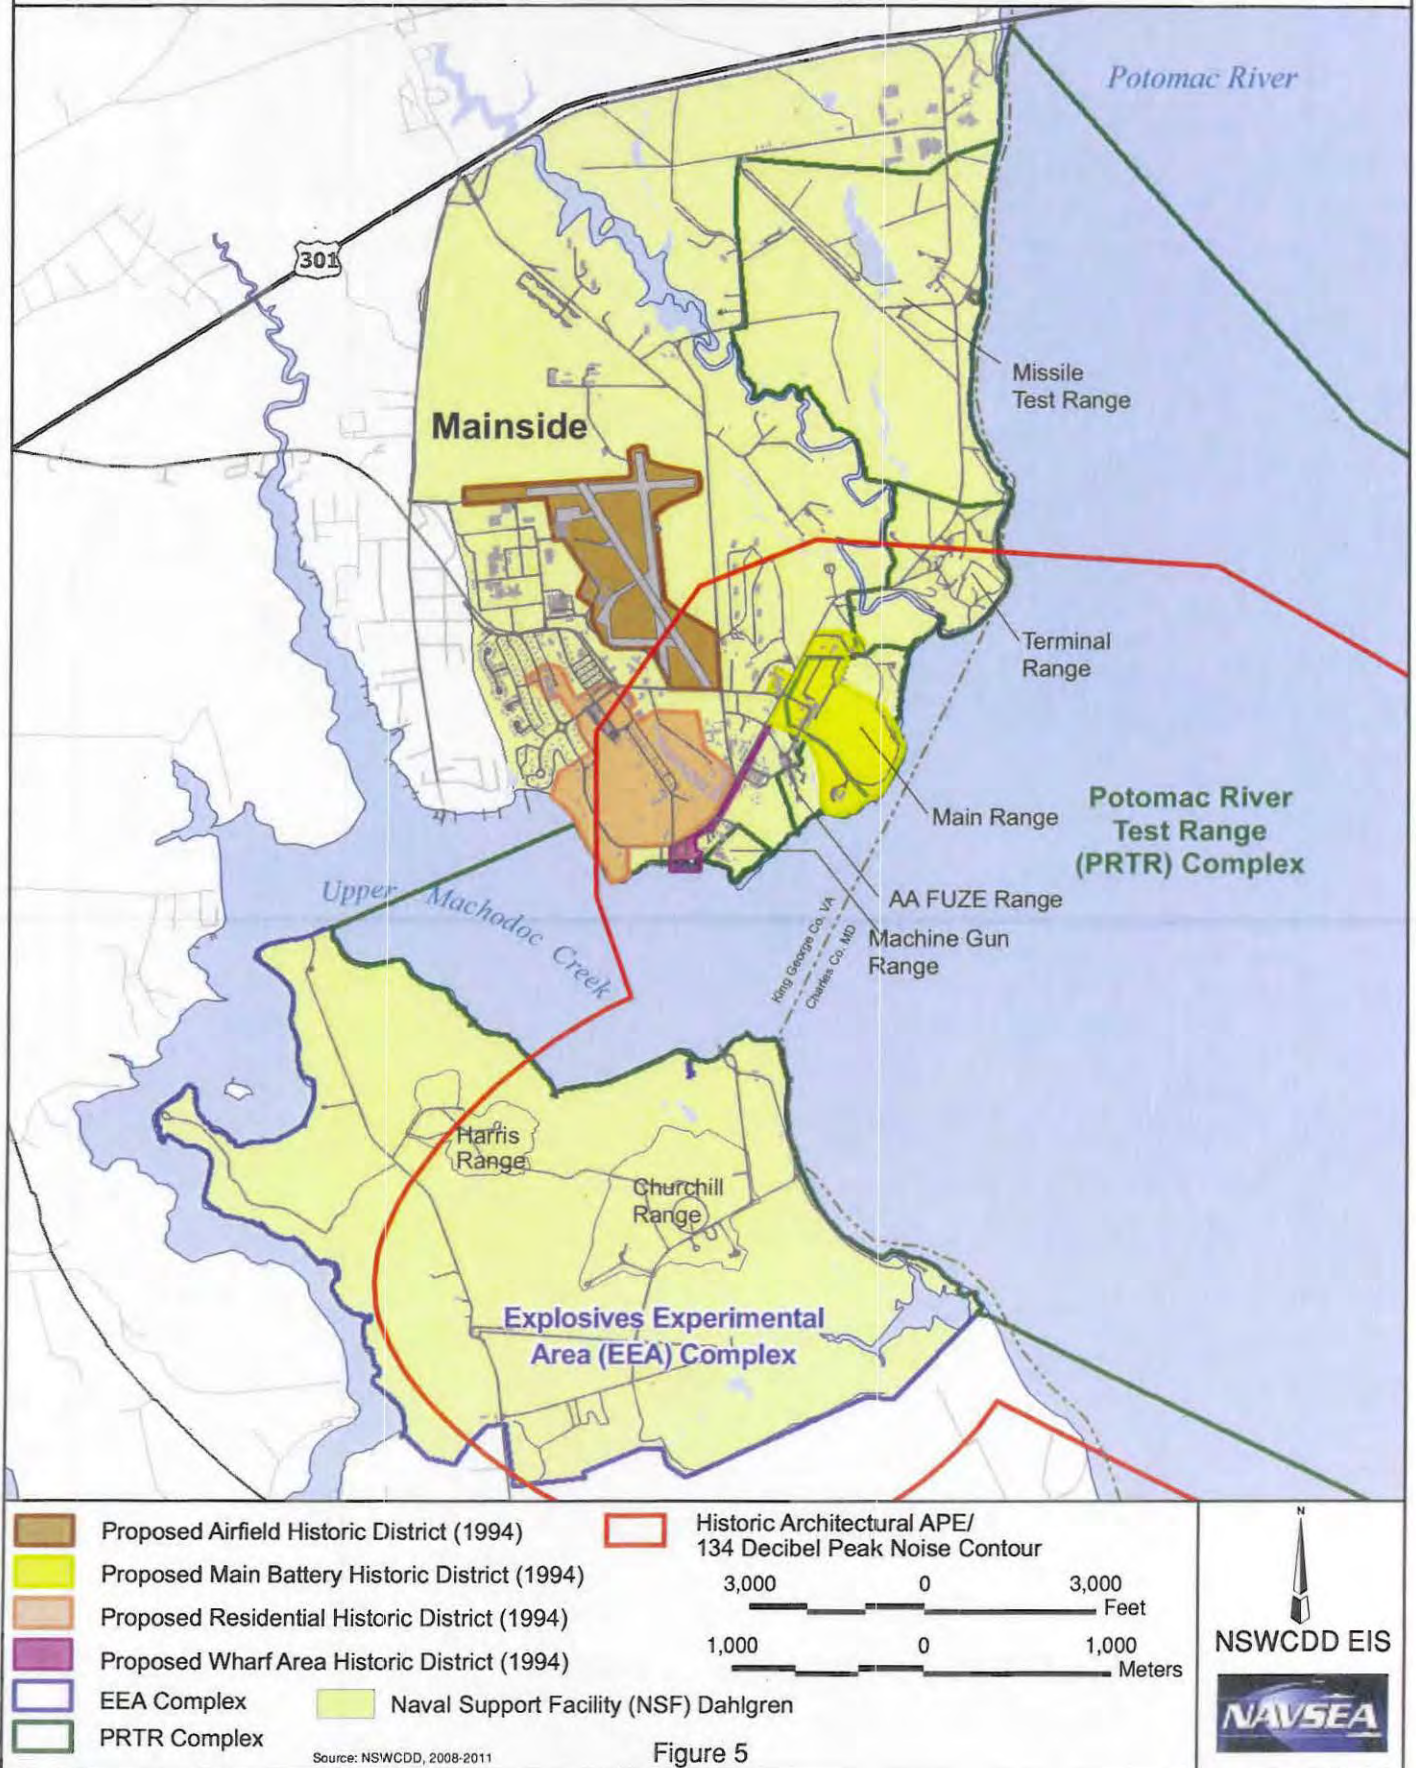 Potomac River
301
Missile
Test Range
Mainside
Terminal
Range
Main Range
Potomac River
Test Range
(PRTR) Complex
AA FUZE Range
Upper Machodoc Creek
King George Co. VA
Charles Co. MD
Machine Gun
Range
Harris
Range
Churchill
Range
Explosives Experimental
Area (EEA) Complex
Proposed Airfield Historic District (1994)
Proposed Main Battery Historic District (1994)
Proposed Residential Historic District (1994)
Proposed Wharf Area Historic District (1994)
EEA Complex
PRTR Complex
Naval Support Facility (NSF) Dahlgren
Historic Architectural APE/
134 Decibel Peak Noise Contour
3,000 0 3,000
Feet
1,000 0 1,000
Meters
Source: NSWCDD, 2008-2011
Figure 5
N
NSWCDD EIS
NAVSEA